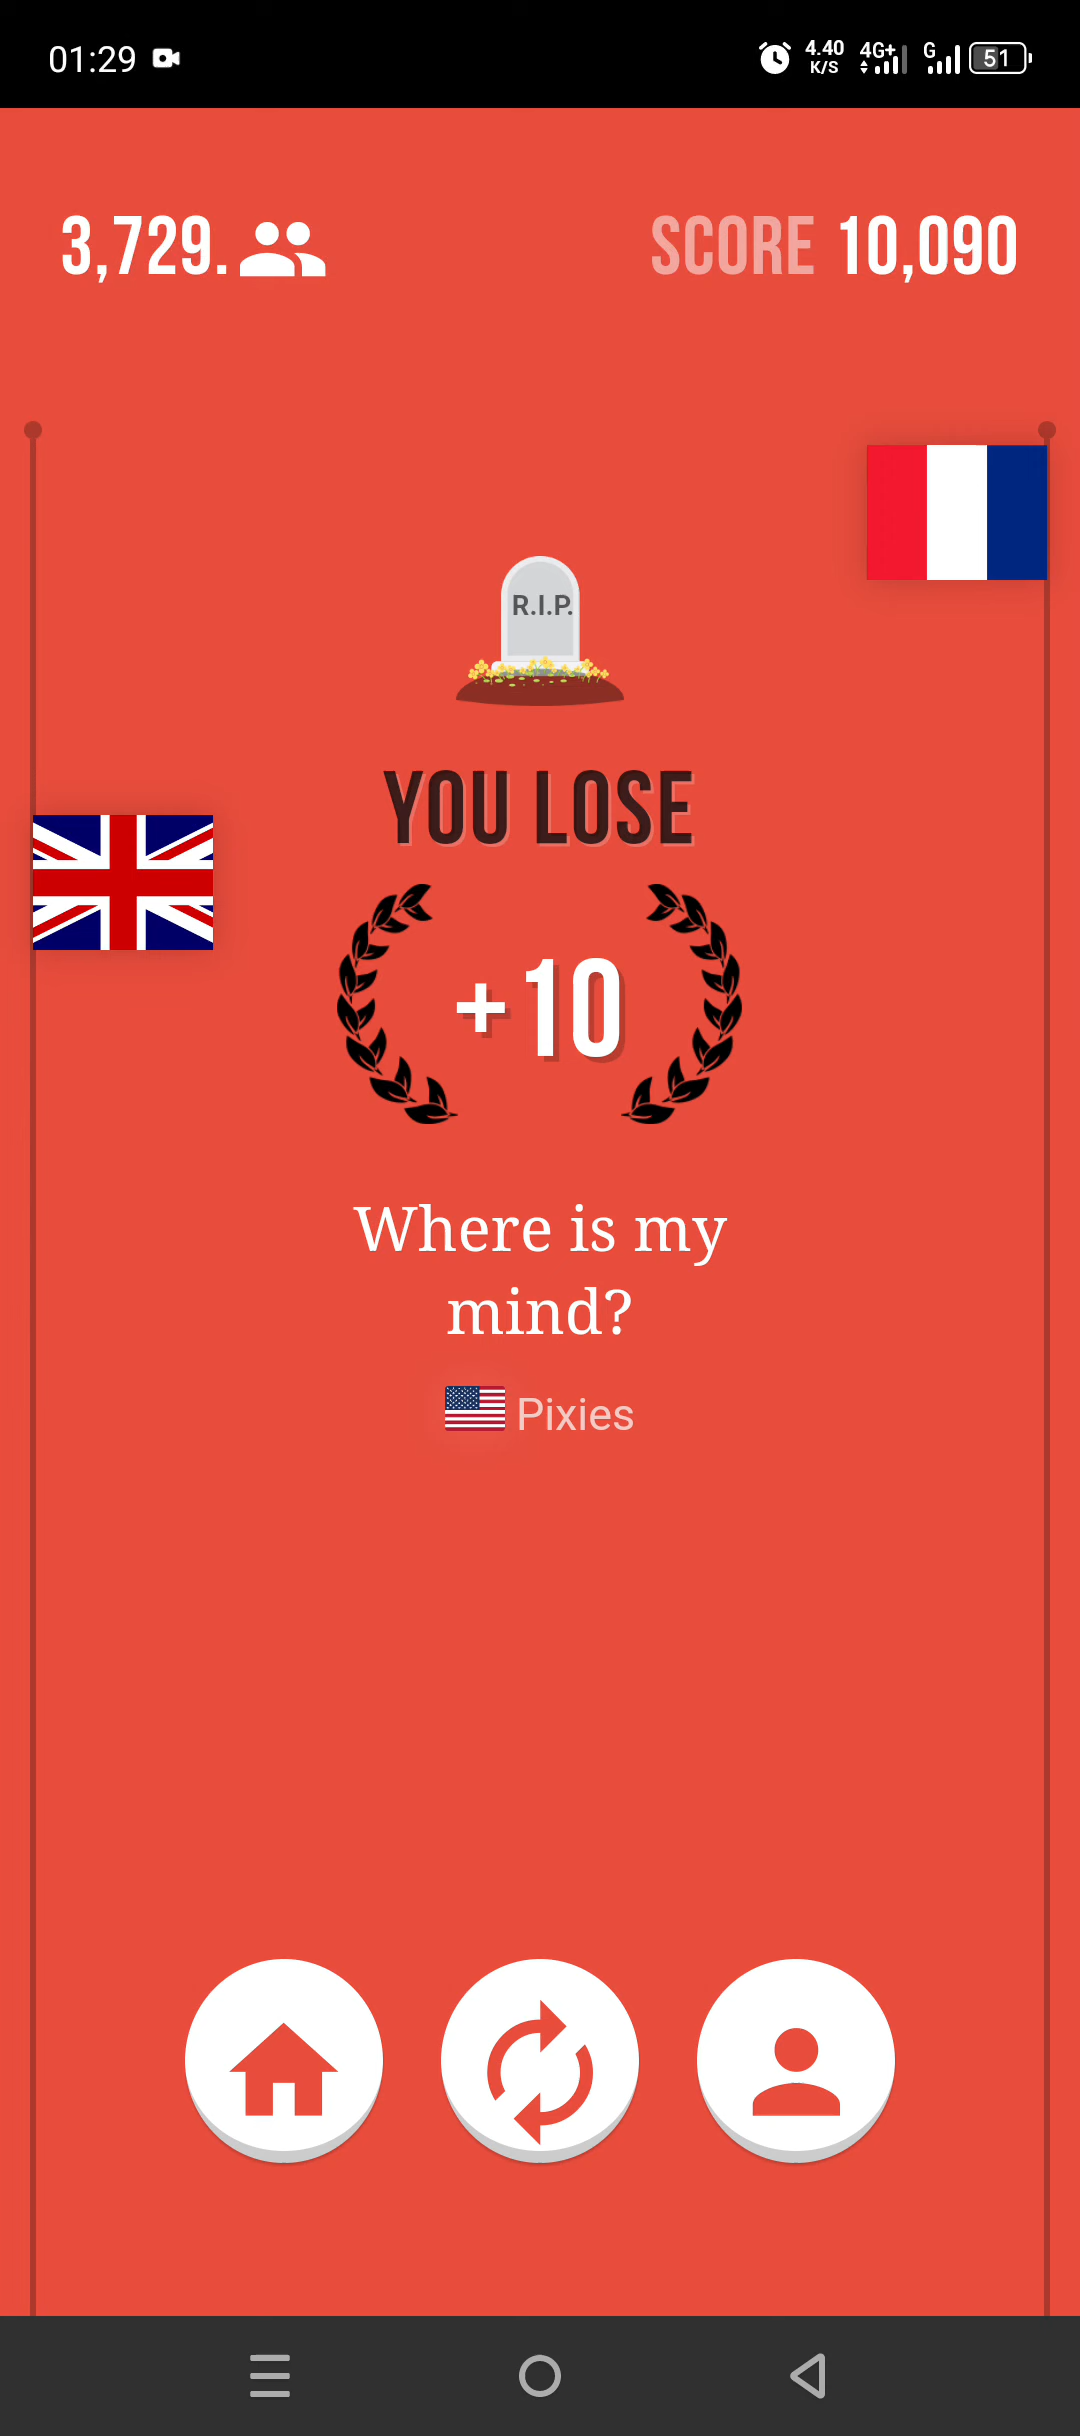 01:29
4.40 K/S 4G+ G 51
3,729.
SCORE 10,090
R.I.P.
YOU LOSE
+10
Where is my
mind?
Pixies